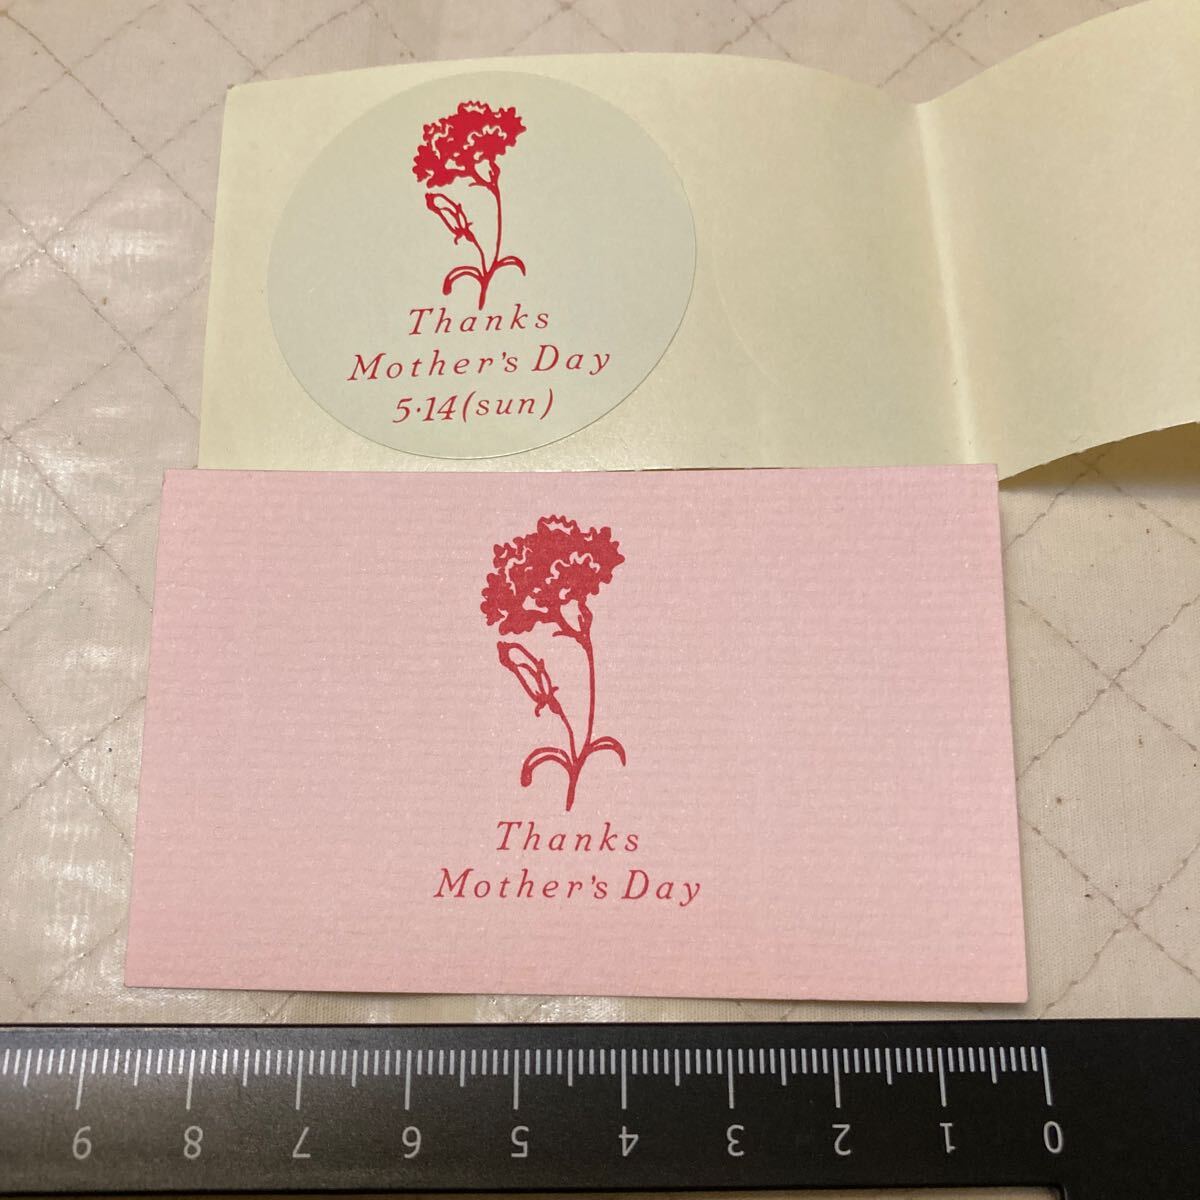 Thanks
Mother's Day
5·14(sun)
Thanks
Mother's Day
9 8 7 6 5 4 3 2 1 0